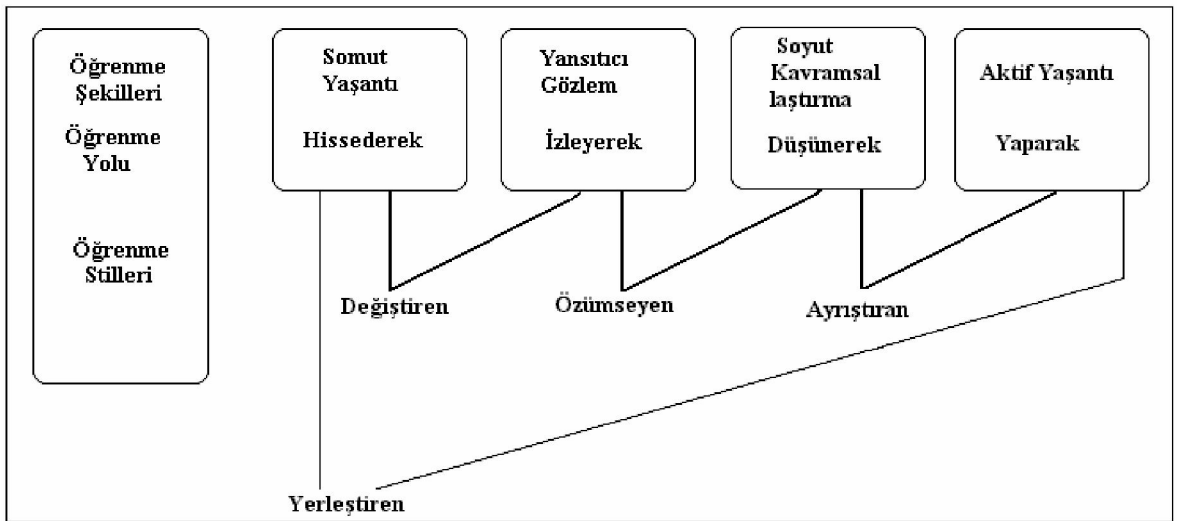 Öğrenme
Şekilleri
Öğrenme
Yolu
Öğrenme
Stilleri
Somut
Yaşantı
Hissederek
Yansıtıcı
Gözlem
İzleyerek
Soyut
Kavramsal
laştırma
Düşünerek
Aktif Yaşantı
Yaparak
Değiştiren
Özümseyen
Ayrıştıran
Yerleştiren